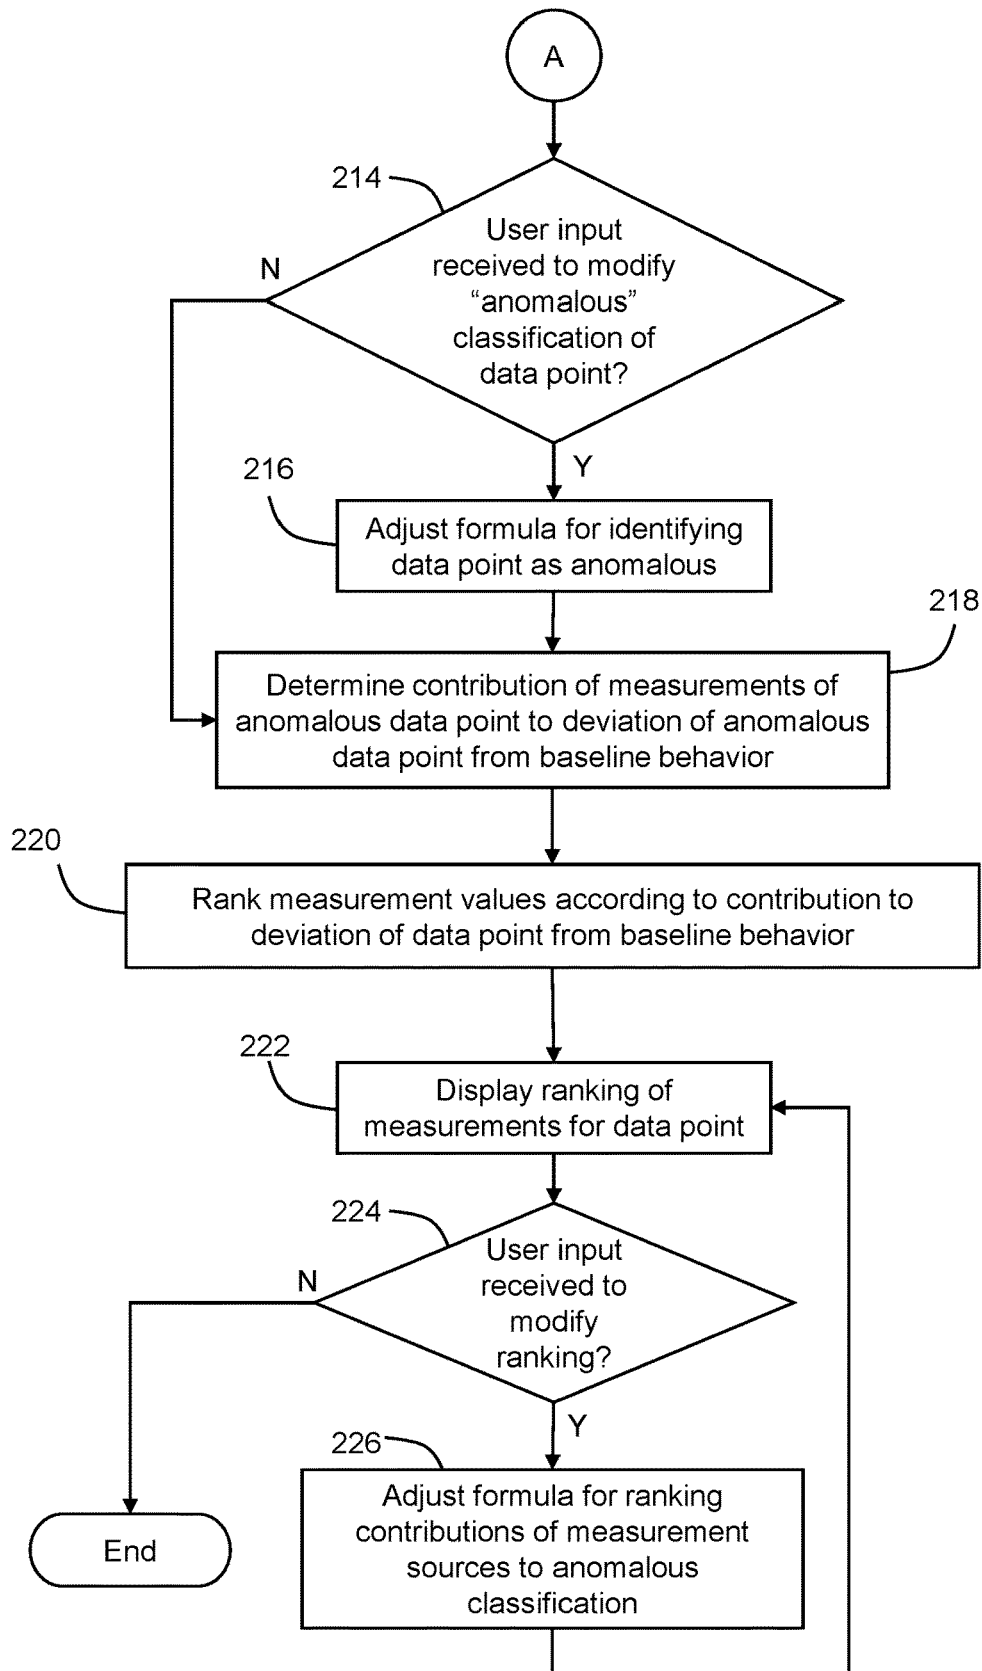 A
214
User input
received to modify
“anomalous“
classification of
data point?
N
Y
216
Adjust formula for identifying
data point as anomalous
218
Determine contribution of measurements of
anomalous data point to deviation of anomalous
data point from baseline behavior
220
Rank measurement values according to contribution to
deviation of data point from baseline behavior
222
Display ranking of
measurements for data point
224
User input
received to
modify
ranking?
N
Y
226
Adjust formula for ranking
contributions of measurement
sources to anomalous
classification
End